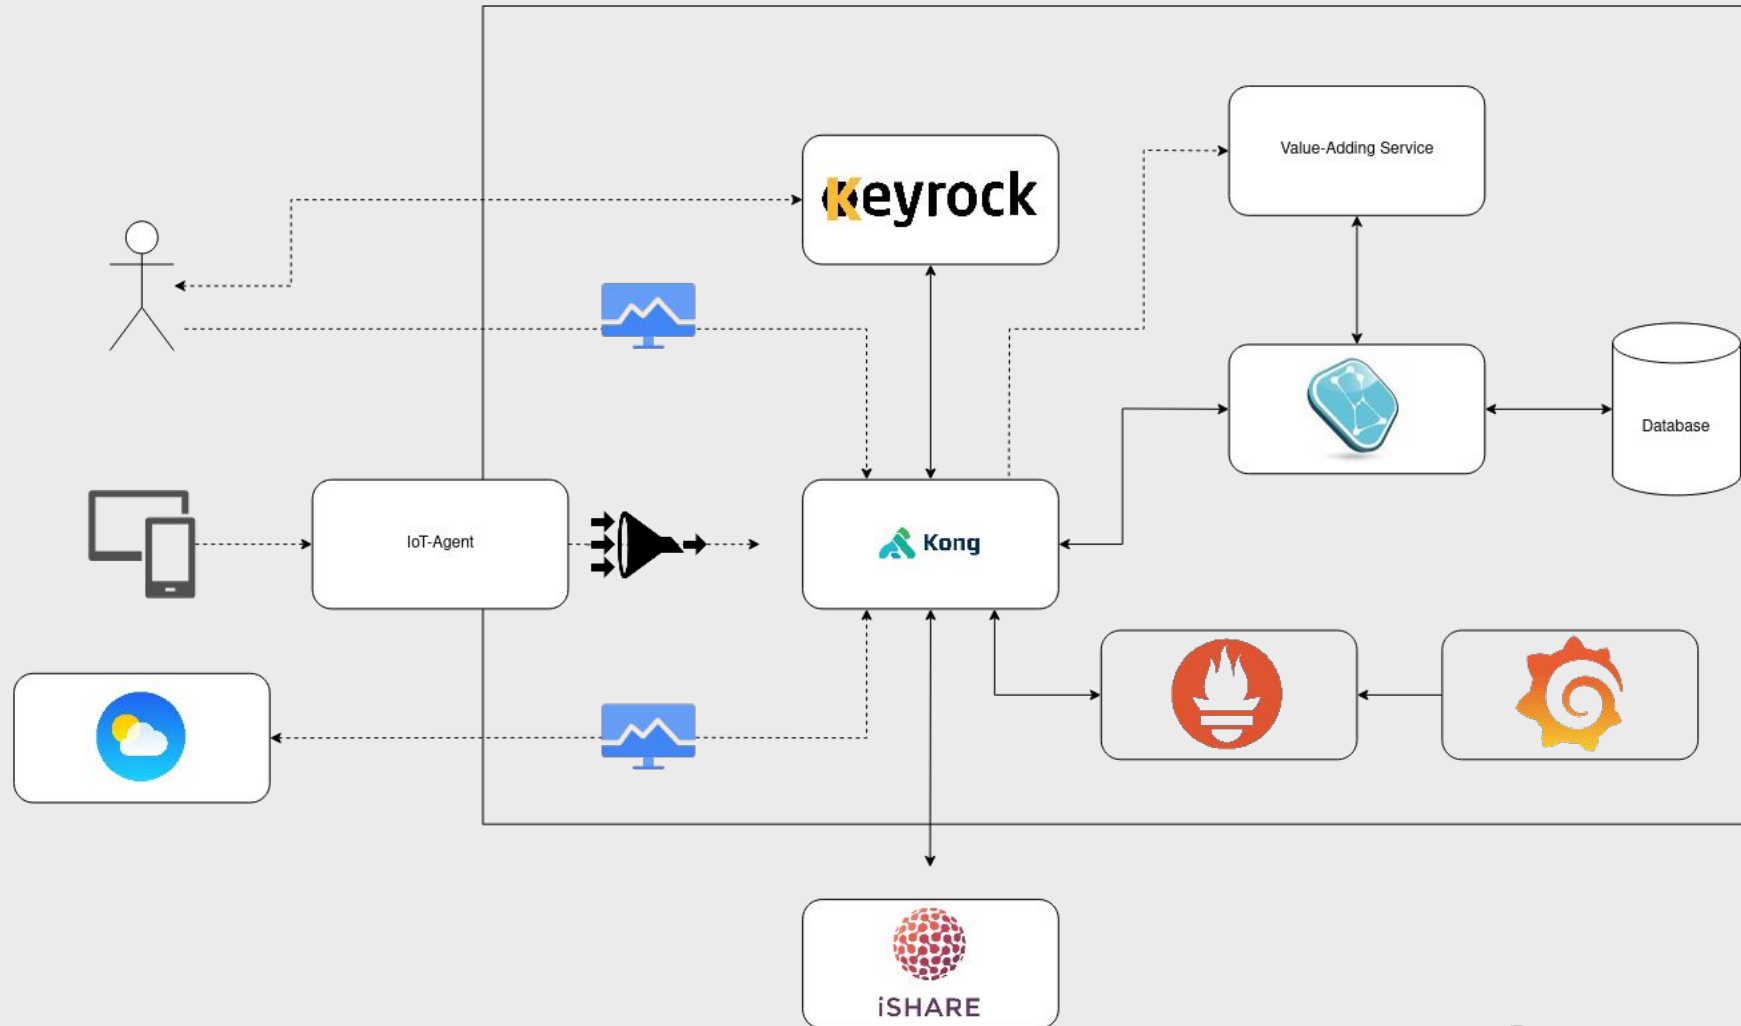 Value-Adding Service
Keyrock
Database
IoT-Agent
Kong
iSHARE